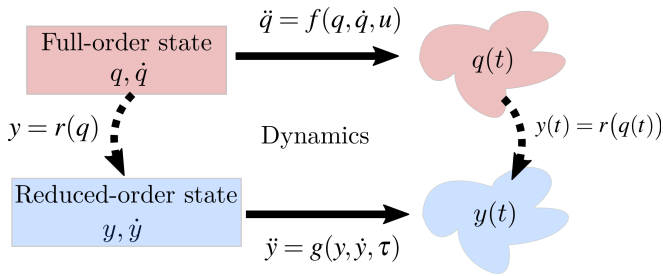 Full-order state
q, q̇
q̈ = f(q, q̇, u)
q(t)
y = r(q)
Dynamics
y(t) = r(q(t))
Reduced-order state
y, ẏ
ÿ = g(y, ẏ, τ)
y(t)